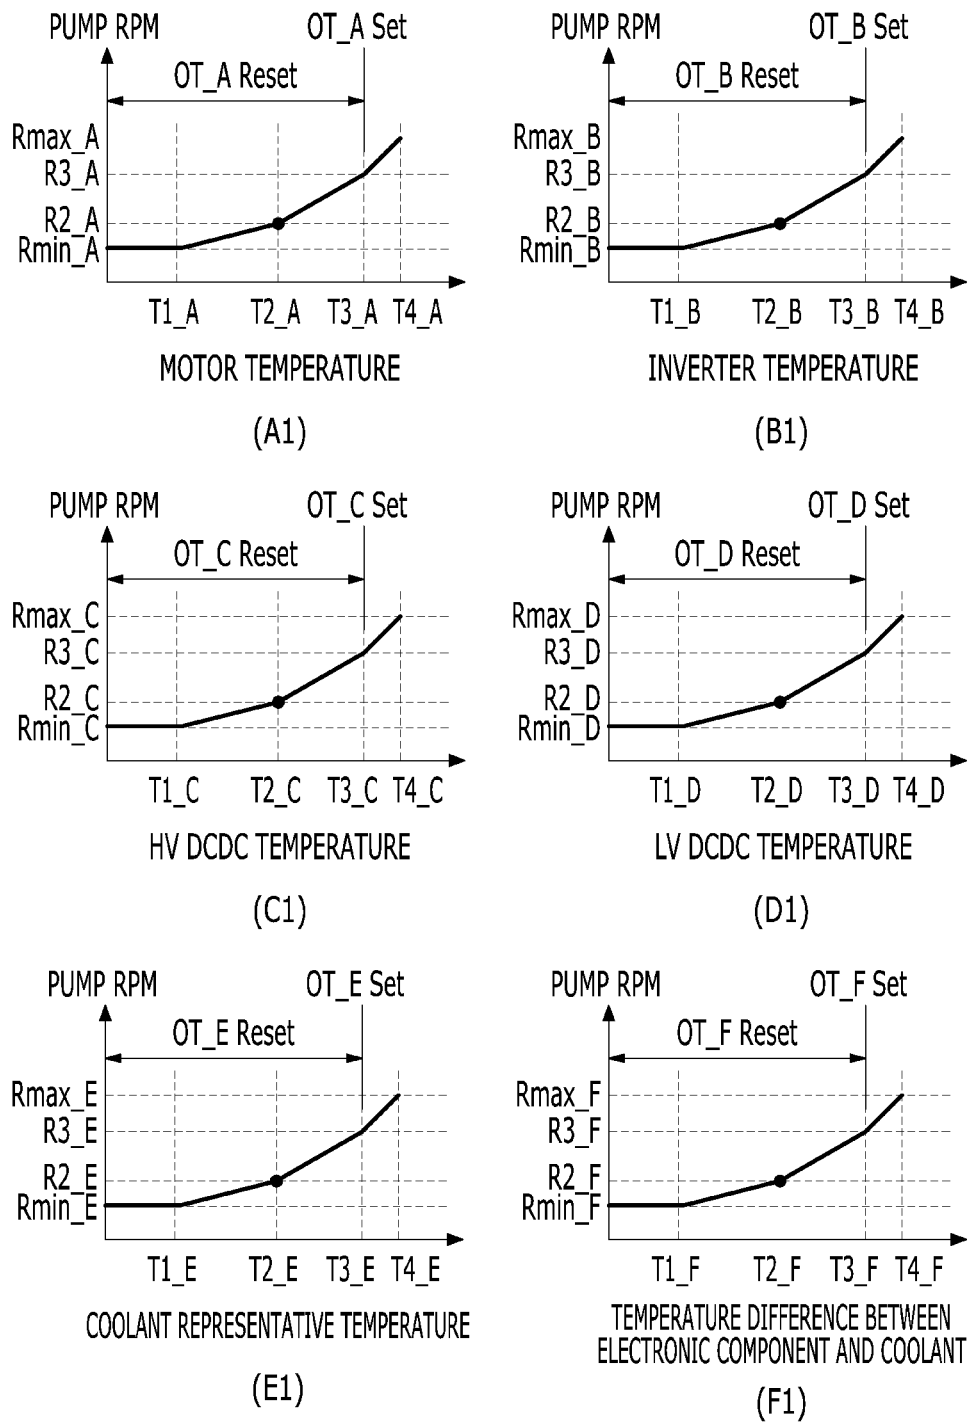 PUMP RPM
OT_A Set
OT_A Reset
Rmax_A
R3_A
R2_A
Rmin_A
T1_A T2_A T3_A T4_A
MOTOR TEMPERATURE
(A1)
PUMP RPM
OT_B Set
OT_B Reset
Rmax_B
R3_B
R2_B
Rmin_B
T1_B T2_B T3_B T4_B
INVERTER TEMPERATURE
(B1)
PUMP RPM
OT_C Set
OT_C Reset
Rmax_C
R3_C
R2_C
Rmin_C
T1_C T2_C T3_C T4_C
HV DCDC TEMPERATURE
(C1)
PUMP RPM
OT_D Set
OT_D Reset
Rmax_D
R3_D
R2_D
Rmin_D
T1_D T2_D T3_D T4_D
LV DCDC TEMPERATURE
(D1)
PUMP RPM
OT_E Set
OT_E Reset
Rmax_E
R3_E
R2_E
Rmin_E
T1_E T2_E T3_E T4_E
COOLANT REPRESENTATIVE TEMPERATURE
(E1)
PUMP RPM
OT_F Set
OT_F Reset
Rmax_F
R3_F
R2_F
Rmin_F
T1_F T2_F T3_F T4_F
TEMPERATURE DIFFERENCE BETWEEN
ELECTRONIC COMPONENT AND COOLANT
(F1)